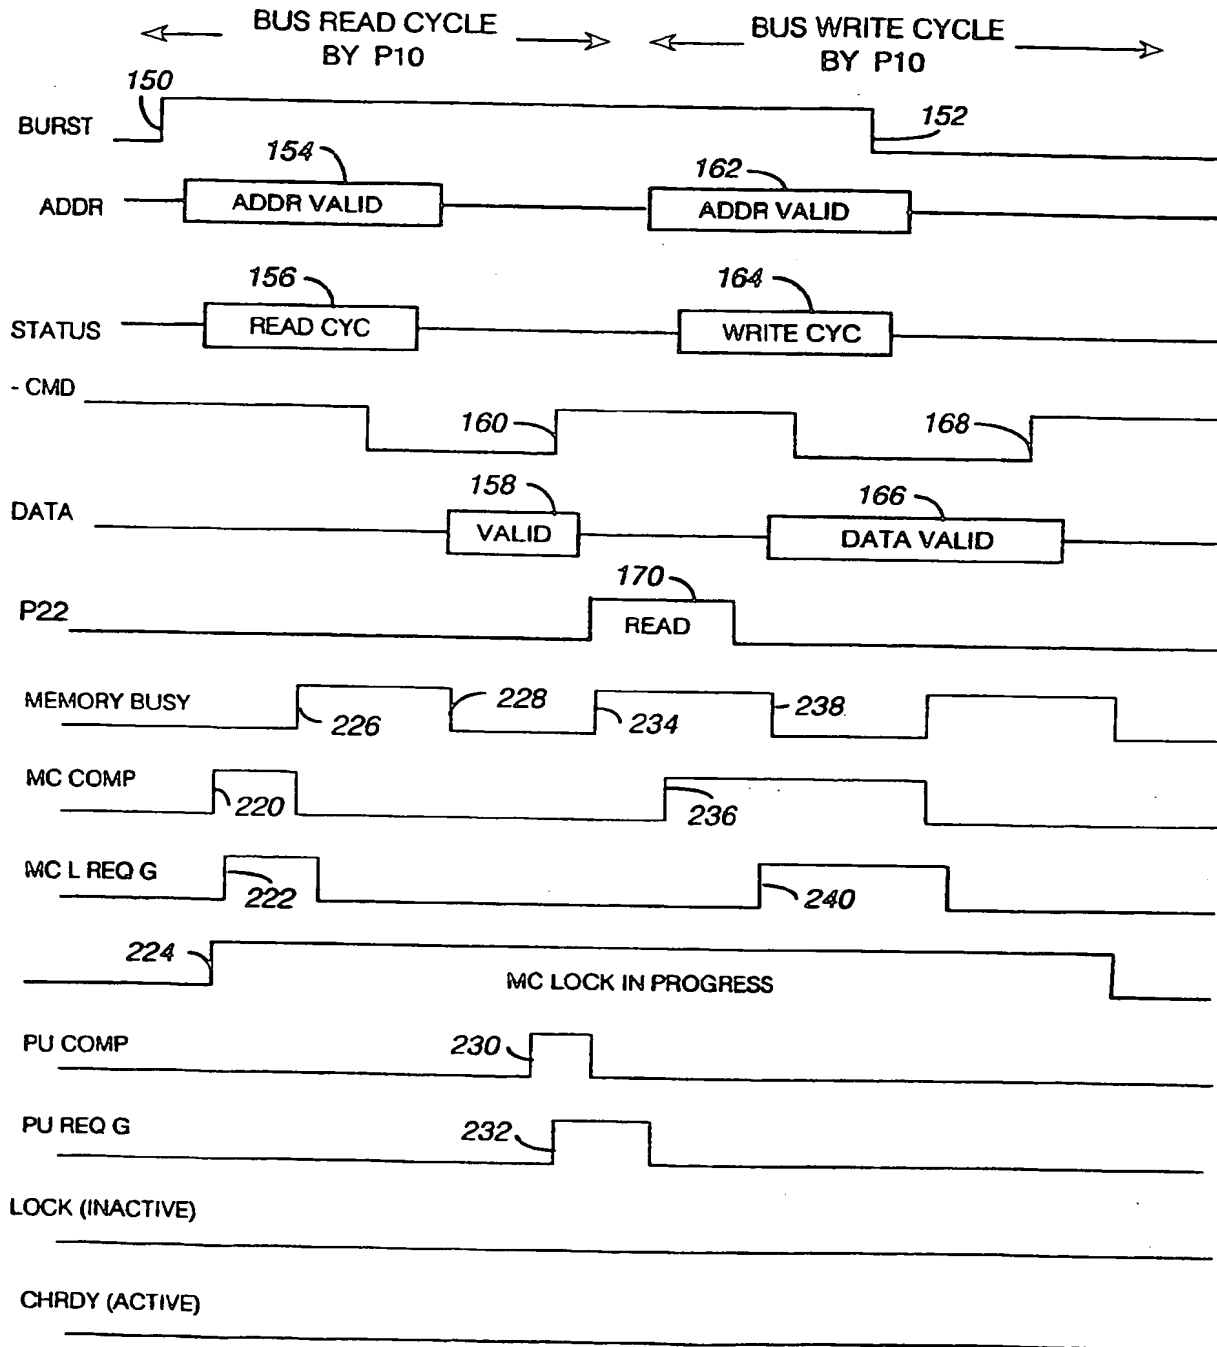 BUS READ CYCLE BY P10
BUS WRITE CYCLE BY P10
150
BURST
152
154
162
ADDR
ADDR VALID
ADDR VALID
156
164
STATUS
READ CYC
WRITE CYC
- CMD
160
168
158
166
DATA
VALID
DATA VALID
170
P22
READ
MEMORY BUSY
226
228
234
238
MC COMP
220
236
MC L REQ G
222
240
224
MC LOCK IN PROGRESS
PU COMP
230
PU REQ G
232
LOCK (INACTIVE)
CHRDY (ACTIVE)